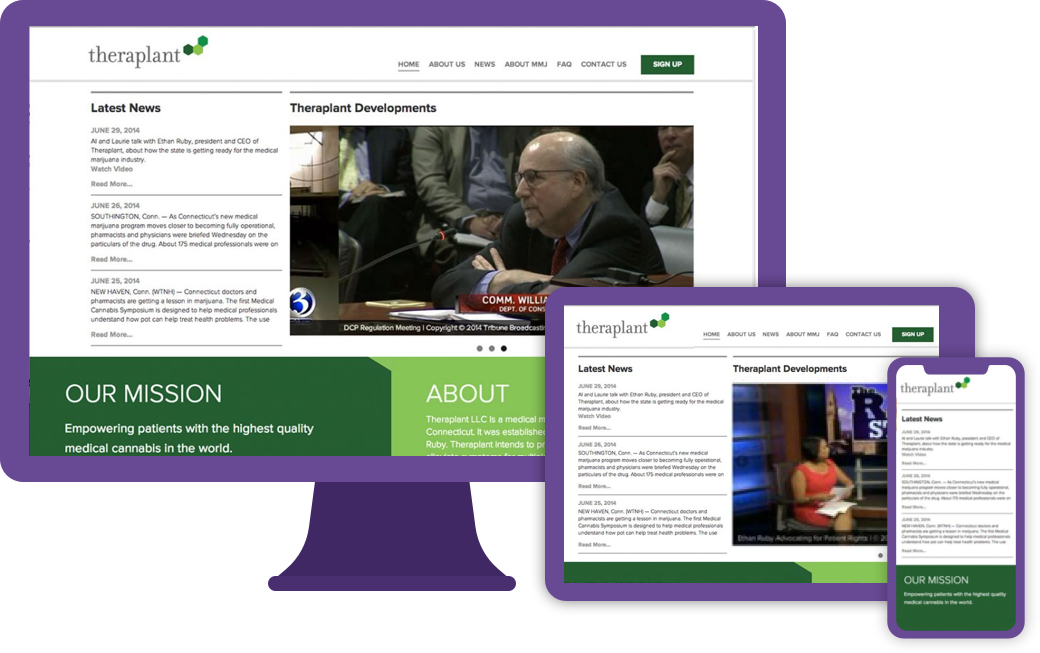 theraplant
HOME ABOUT US NEWS ABOUT MMJ FAQ CONTACT US SIGN UP
Latest News
JUNE 29, 2014
Al and Laurie talk with Ethan Ruby, president and CEO of
Theraplant, about how the state is getting ready for the medical
marijuana industry.
Watch Video
Read More...
JUNE 26, 2014
SOUTHINGTON, Conn. — As Connecticut's new medical
marijuana program moves closer to becoming fully operational,
pharmacists and physicians were briefed Wednesday on the
particulars of the drug. About 175 medical professionals were on
Read More...
JUNE 25, 2014
NEW HAVEN, Conn. (WTNH) — Connecticut doctors and
pharmacists are getting a lesson in marijuana. The first Medical
Cannabis Symposium is designed to help medical professionals
understand how pot can help treat health problems. The use
Read More...
Theraplant Developments
3
COMM. WILLIA
DEPT. OF CONS
DCP Regulation Meeting | Copyright © 2014 Tribune Broadcastin
OUR MISSION
Empowering patients with the highest quality
medical cannabis in the world.
ABOUT
Theraplant LLC is a medical m
Connecticut. It was established
Ruby. Theraplant intends to pr
theraplant
HOME ABOUT US NEWS ABOUT MMJ FAQ CONTACT US SIGN UP
Latest News
JUNE 29, 2014
Al and Laurie talk with Ethan Ruby, president and CEO of
Theraplant, about how the state is getting ready for the medical
marijuana industry.
Watch Video
Read More...
JUNE 26, 2014
SOUTHINGTON, Conn. — As Connecticut's new medical
marijuana program moves closer to becoming fully operational,
pharmacists and physicians were briefed Wednesday on the
particulars of the drug. About 175 medical professionals were on
Read More...
JUNE 25, 2014
NEW HAVEN, Conn. (WTNH) — Connecticut doctors and
pharmacists are getting a lesson in marijuana. The first Medical
Cannabis Symposium is designed to help medical professionals
understand how pot can help treat health problems. The use
Read More...
Theraplant Developments
Ethan Ruby Advocating for Patient Rights | © 20
theraplant
Latest News
JUNE 29, 2014
Al and Laurie talk with Ethan Ruby, president and CEO of
Theraplant, about how the state is getting ready for the medical
marijuana industry.
Watch Video
Read More...
JUNE 26, 2014
SOUTHINGTON, Conn. — As Connecticut's new medical
marijuana program moves closer to becoming fully operational,
pharmacists and physicians were briefed Wednesday on the
particulars of the drug. About 175 medical professionals were on
Read More...
JUNE 25, 2014
NEW HAVEN, Conn. (WTNH) — Connecticut doctors and
pharmacists are getting a lesson in marijuana. The first Medical
Cannabis Symposium is designed to help medical professionals
understand how pot can help treat health problems. The use
Read More...
OUR MISSION
Empowering patients with the highest quality
medical cannabis in the world.